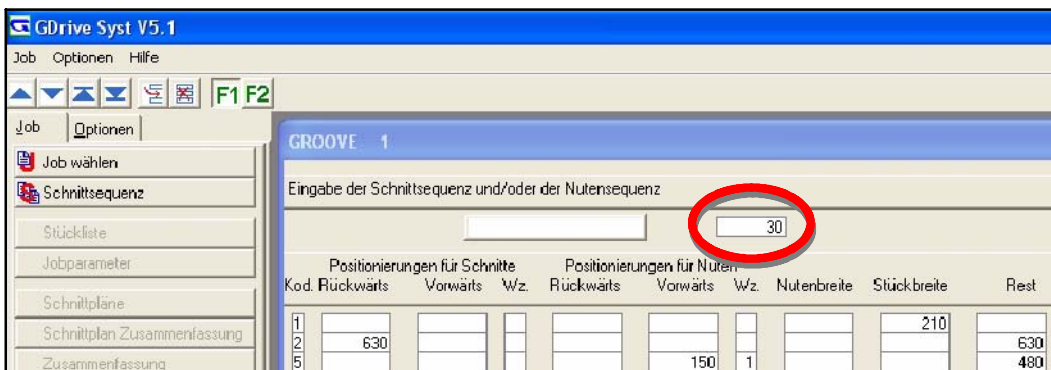 GDrive Syst V5.1
Job Optionen Hilfe
F1 F2
Job Optionen
GROOVE 1
Job wählen
Schnittsequenz
Eingabe der Schnittsequenz und/oder der Nutensequenz
30
Stückliste
Jobparameter
Schnittpläne
Schnittplan Zusammenfassung
Zusammenfassung
Positionierungen für Schnitte Positionierungen für Nuten
Kod. Rückwärts Vorwärts Wz. Rückwärts Vorwärts Wz. Nutenbreite Stückbreite Rest
1 210
2 630 630
5 150 1 480